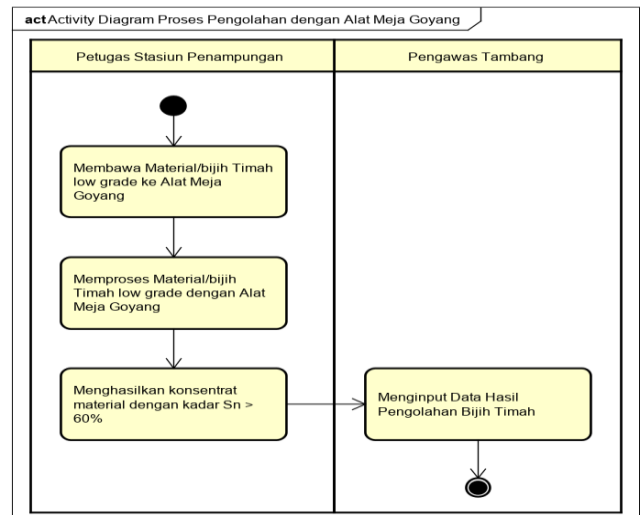 act Activity Diagram Proses Pengolahan dengan Alat Meja Goyang
Petugas Stasiun Penampungan
Pengawas Tambang
Membawa Material/bijih Timah
low grade ke Alat Meja
Goyang
Memproses Material/bijih
Timah low grade dengan Alat
Meja Goyang
Menghasilkan konsentrat
material dengan kadar Sn >
60%
Menginput Data Hasil
Pengolahan Bijih Timah